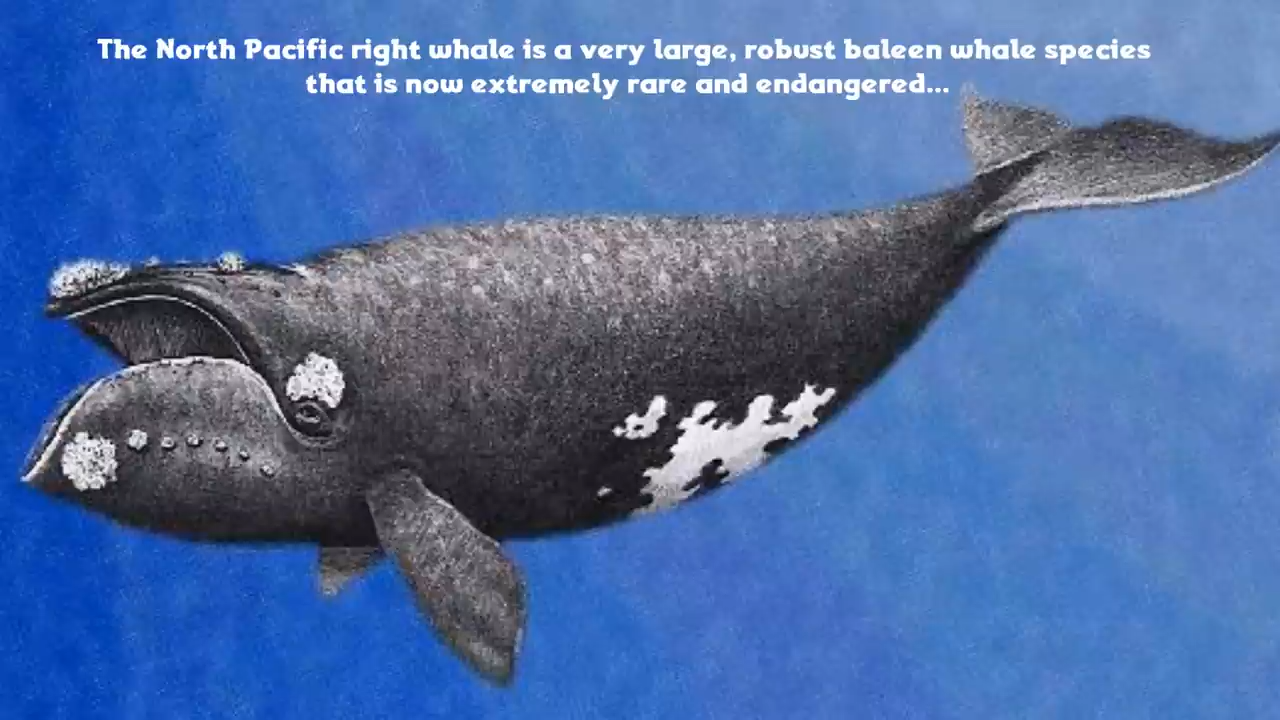 The North Pacific right whale is a very large, robust baleen whale species
that is now extremely rare and endangered...